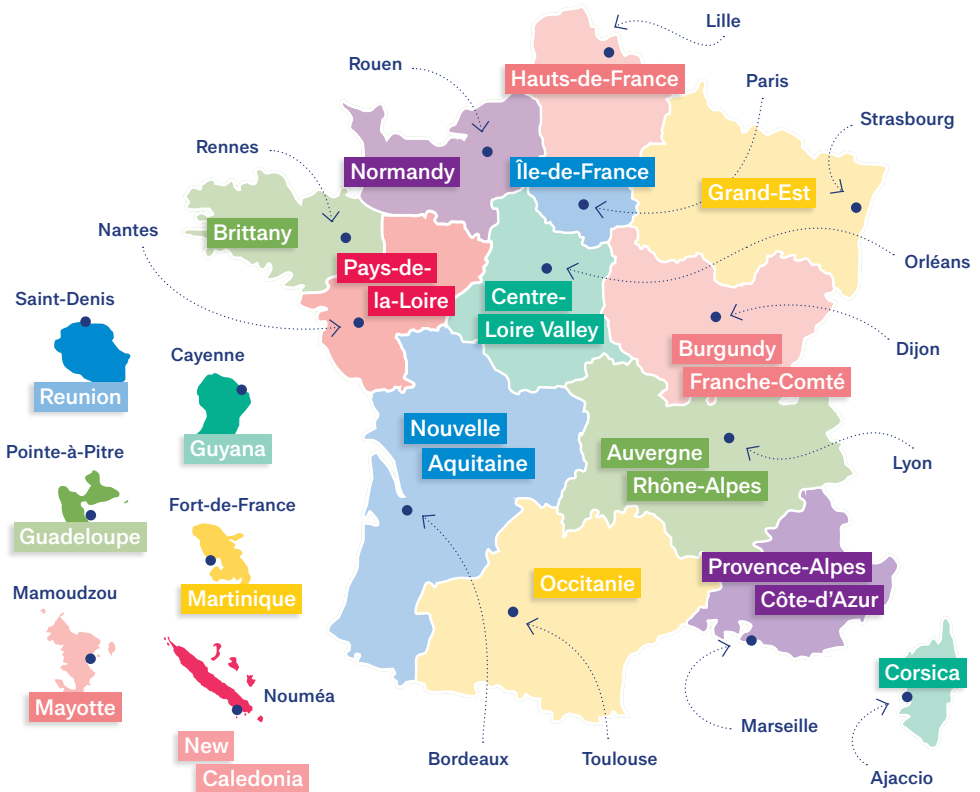 Lille
Rouen
Hauts-de-France
Paris
Strasbourg
Rennes
Normandy
Île-de-France
Grand-Est
Nantes
Brittany
Pays-de-
la-Loire
Orléans
Centre-
Loire Valley
Saint-Denis
Reunion
Cayenne
Guyana
Burgundy
Franche-Comté
Dijon
Nouvelle
Aquitaine
Auvergne
Rhône-Alpes
Lyon
Pointe-à-Pitre
Guadeloupe
Fort-de-France
Martinique
Occitanie
Provence-Alpes
Côte-d'Azur
Mamoudzou
Mayotte
Nouméa
New
Caledonia
Corsica
Marseille
Bordeaux
Toulouse
Ajaccio